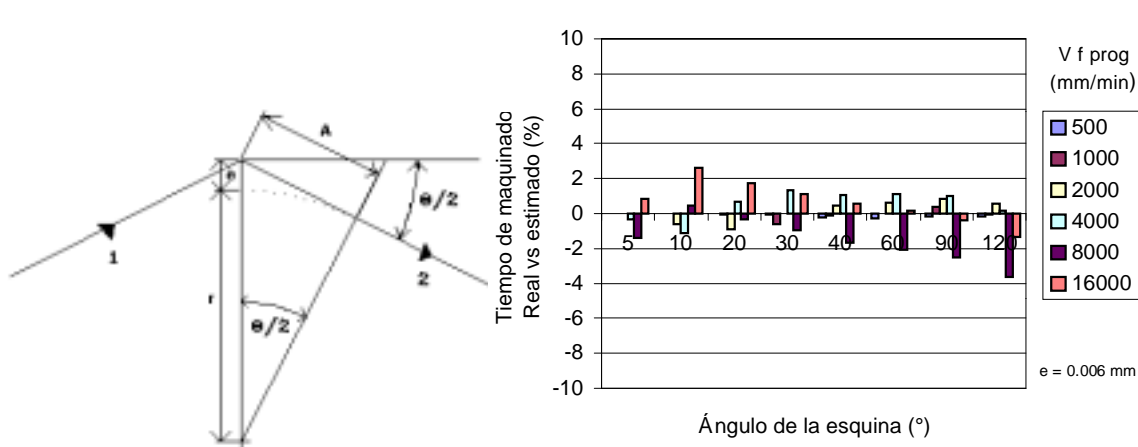 A
e
θ/2
1
2
r
θ/2
Tiempo de maquinado
Real vs estimado (%)
10
8
6
4
2
0
-2
-4
-6
-8
-10
5
10
20
30
40
60
90
120
Ángulo de la esquina (°)
V f prog
(mm/min)
500
1000
2000
4000
8000
16000
e = 0.006 mm